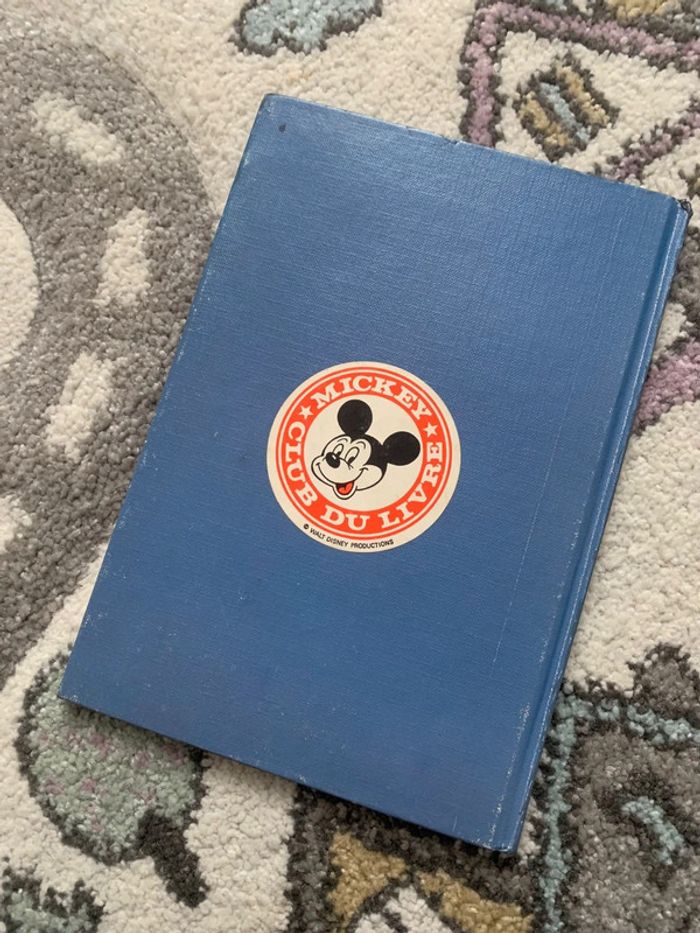 MICKEY
CLUB DU LIVRE
© WALT DISNEY PRODUCTIONS